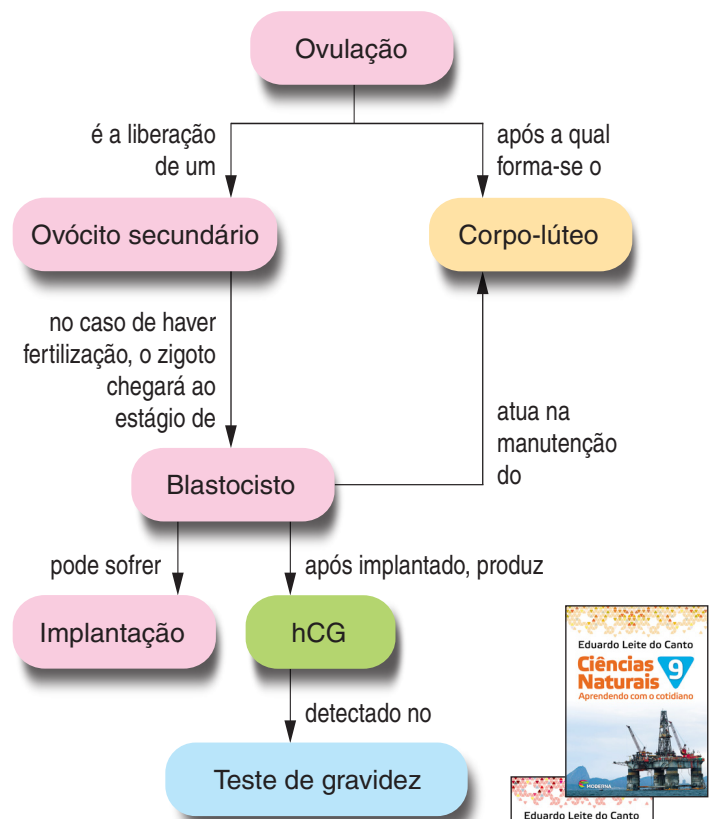 Ovulação
é a liberação
de um
após a qual
forma-se o
Ovócito secundário
Corpo-lúteo
no caso de haver
fertilização, o zigoto
chegará ao
estágio de
atua na
manutenção
do
Blastocisto
pode sofrer
após implantado, produz
Implantação
hCG
detectado no
Teste de gravidez
Eduardo Leite do Canto
Ciências
Naturais 9
Aprendendo com o cotidiano
MODERNA
Eduardo Leite do Canto